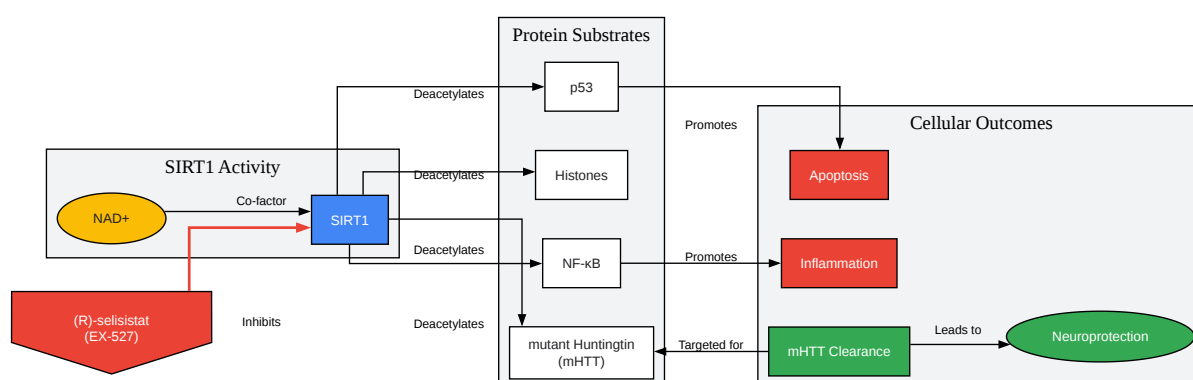 Protein Substrates
p53
Deacetylates
Promotes
Cellular Outcomes
SIRT1 Activity
Apoptosis
Deacetylates
Histones
NAD+
Co-factor
SIRT1
Deacetylates
NF-κB
Promotes
Inflammation
(R)-selisistat
(EX-527)
Inhibits
Deacetylates
mutant Huntingtin
(mHTT)
Targeted for
mHTT Clearance
Leads to
Neuroprotection